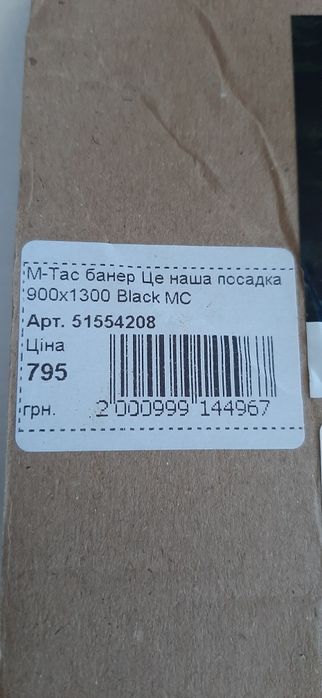 M-Tac банер Це наша посадка
900x1300 Black MC
Арт. 51554208
Ціна
795
грн.
2 000999 144967